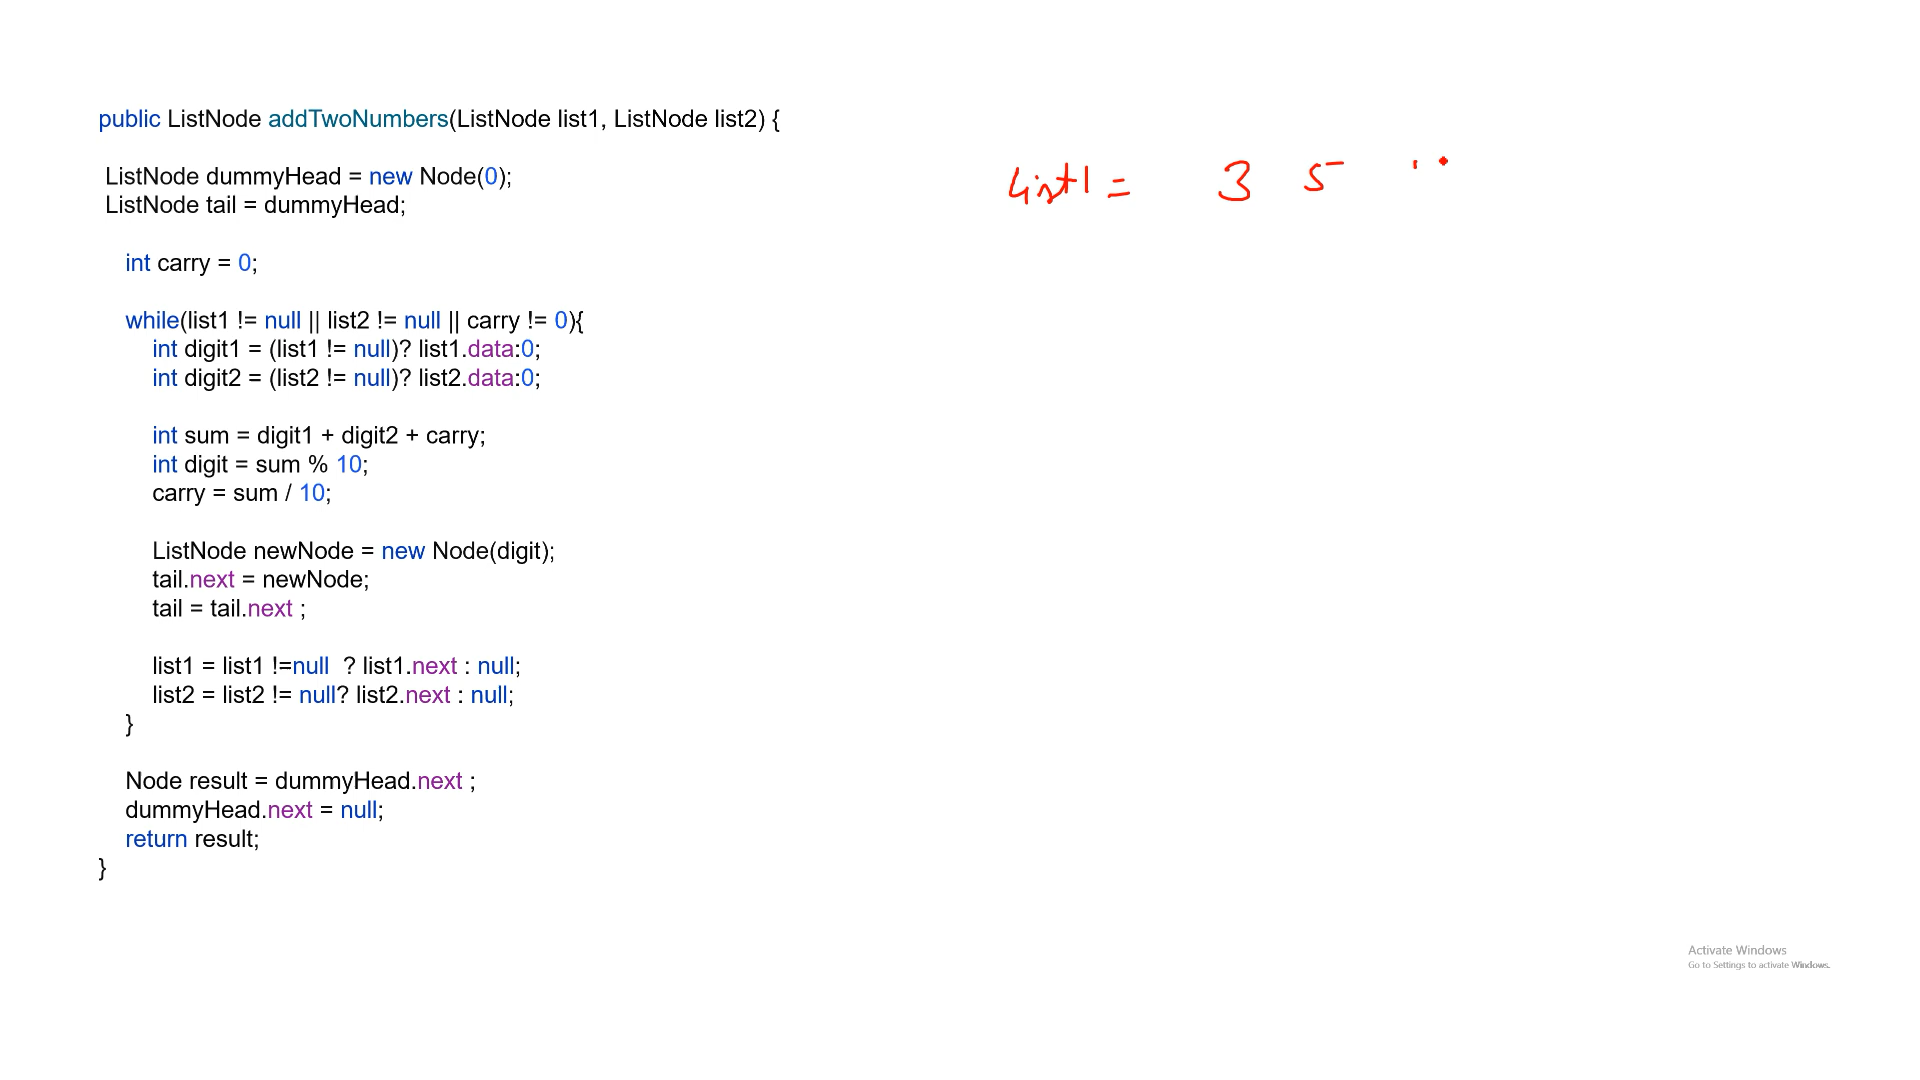 public ListNode addTwoNumbers(ListNode list1, ListNode list2) {
ListNode dummyHead = new Node(0);
ListNode tail = dummyHead;
int carry = 0;
while(list1 != null || list2 != null || carry != 0){
int digit1 = (list1 != null)? list1.data:0;
int digit2 = (list2 != null)? list2.data:0;
int sum = digit1 + digit2 + carry;
int digit = sum % 10;
carry = sum / 10;
ListNode newNode = new Node(digit);
tail.next = newNode;
tail = tail.next ;
list1 = list1 !=null  ? list1.next : null;
list2 = list2 != null? list2.next : null;
}
Node result = dummyHead.next ;
dummyHead.next = null;
return result;
}
list1 = 3 5
Activate Windows
Go to Settings to activate Windows.